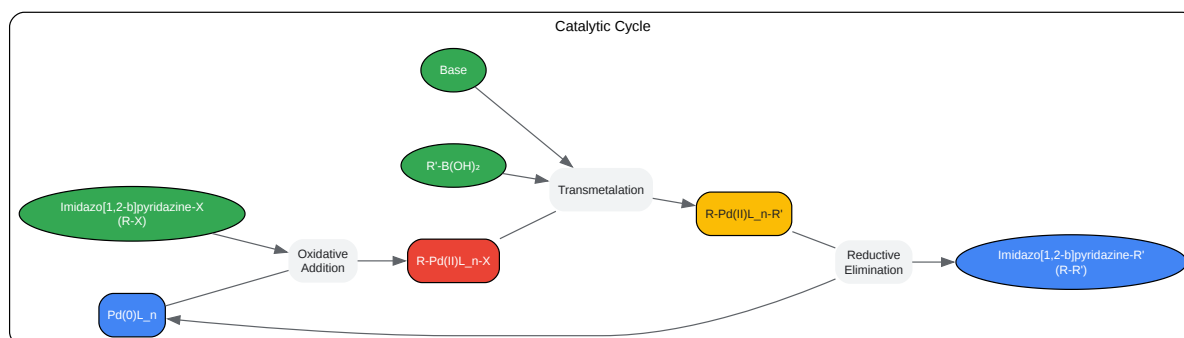 Catalytic Cycle
Base
R'-B(OH)₂
Transmetalation
Imidazo[1,2-b]pyridazine-X
(R-X)
R-Pd(II)L_n-R'
Oxidative
Addition
R-Pd(II)L_n-X
Reductive
Elimination
Imidazo[1,2-b]pyridazine-R'
(R-R')
Pd(0)L_n